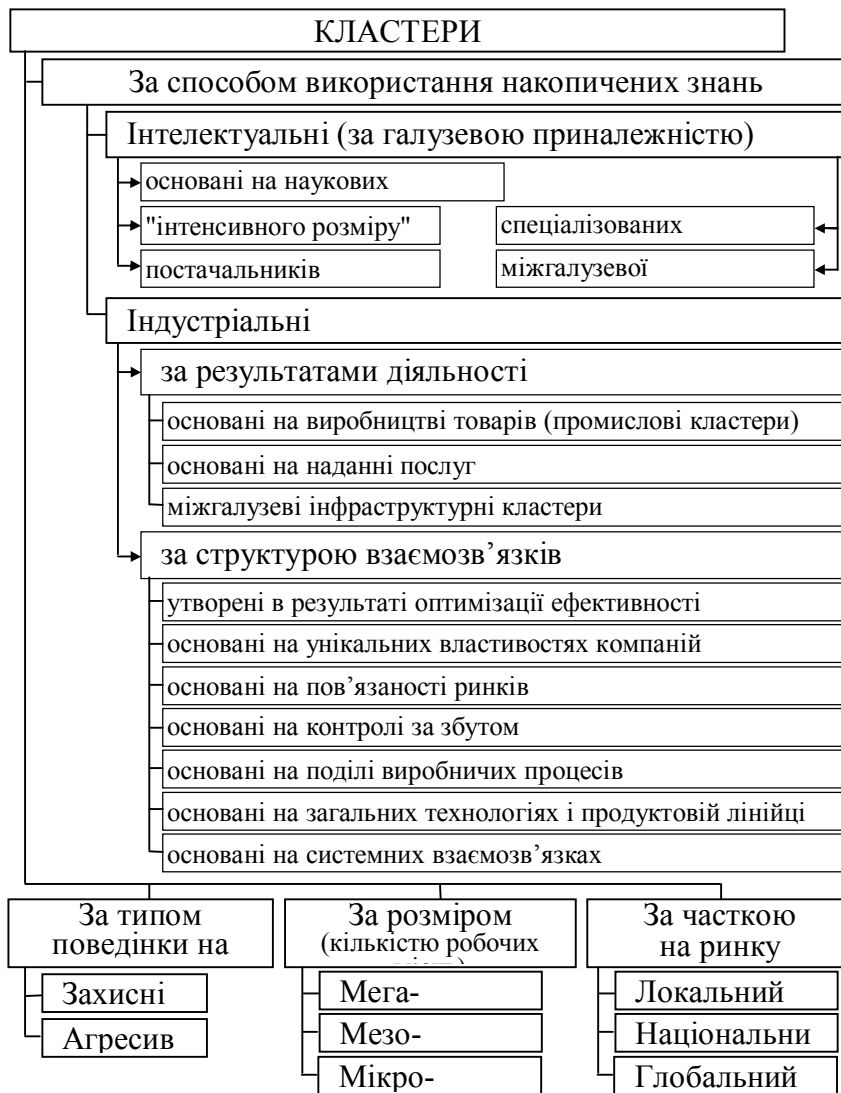 КЛАСТЕРИ
За способом використання накопичених знань
Інтелектуальні (за галузевою приналежністю)
основані на наукових
"інтенсивного розміру"
спеціалізованих
постачальників
міжгалузевої
Індустріальні
за результатами діяльності
основані на виробництві товарів (промислові кластери)
основані на наданні послуг
міжгалузеві інфраструктурні кластери
за структурою взаємозв’язків
утворені в результаті оптимізації ефективності
основані на унікальних властивостях компаній
основані на пов’язаності ринків
основані на контролі за збутом
основані на поділі виробничих процесів
основані на загальних технологіях і продуктовій лінійці
основані на системних взаємозв’язках
За типом
поведінки на
Захисні
Агресив
За розміром
(кількістю робочих
Мега-
Мезо-
Мікро-
За часткою
на ринку
Локальний
Національни
Глобальний